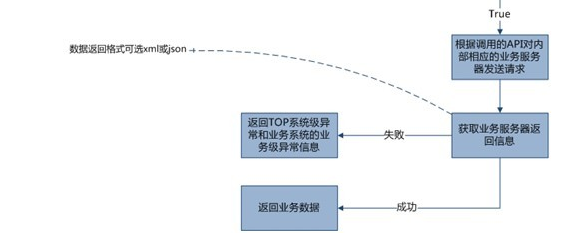 True
数据返回格式可选xml或json
根据调用的API对内
部相应的业务服务
器发送请求
返回TOP系统级异
常和业务系统的业
务级异常信息
失败
获取业务服务器返
回信息
返回业务数据
成功